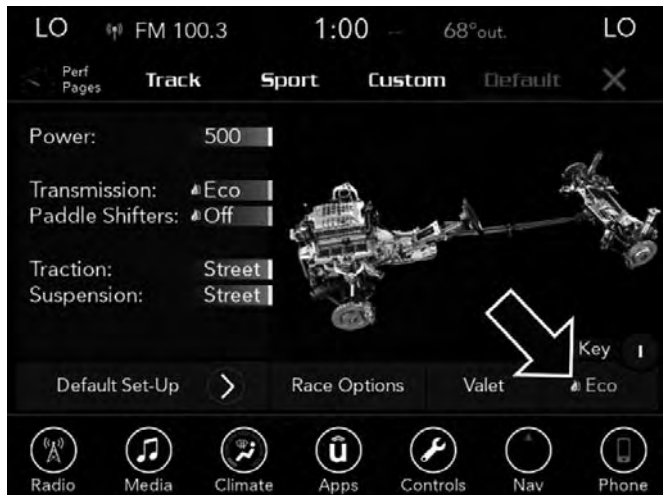 LO FM 100.3 1:00 -- 68°out. LO
Perf
Pages
Track Sport Custom Default X
Power: 500
Transmission: Eco
Paddle Shifters: Off
Traction: Street
Suspension: Street
Key
Default Set-Up > Race Options Valet Eco
û
Radio Media Climate Apps Controls Nav Phone